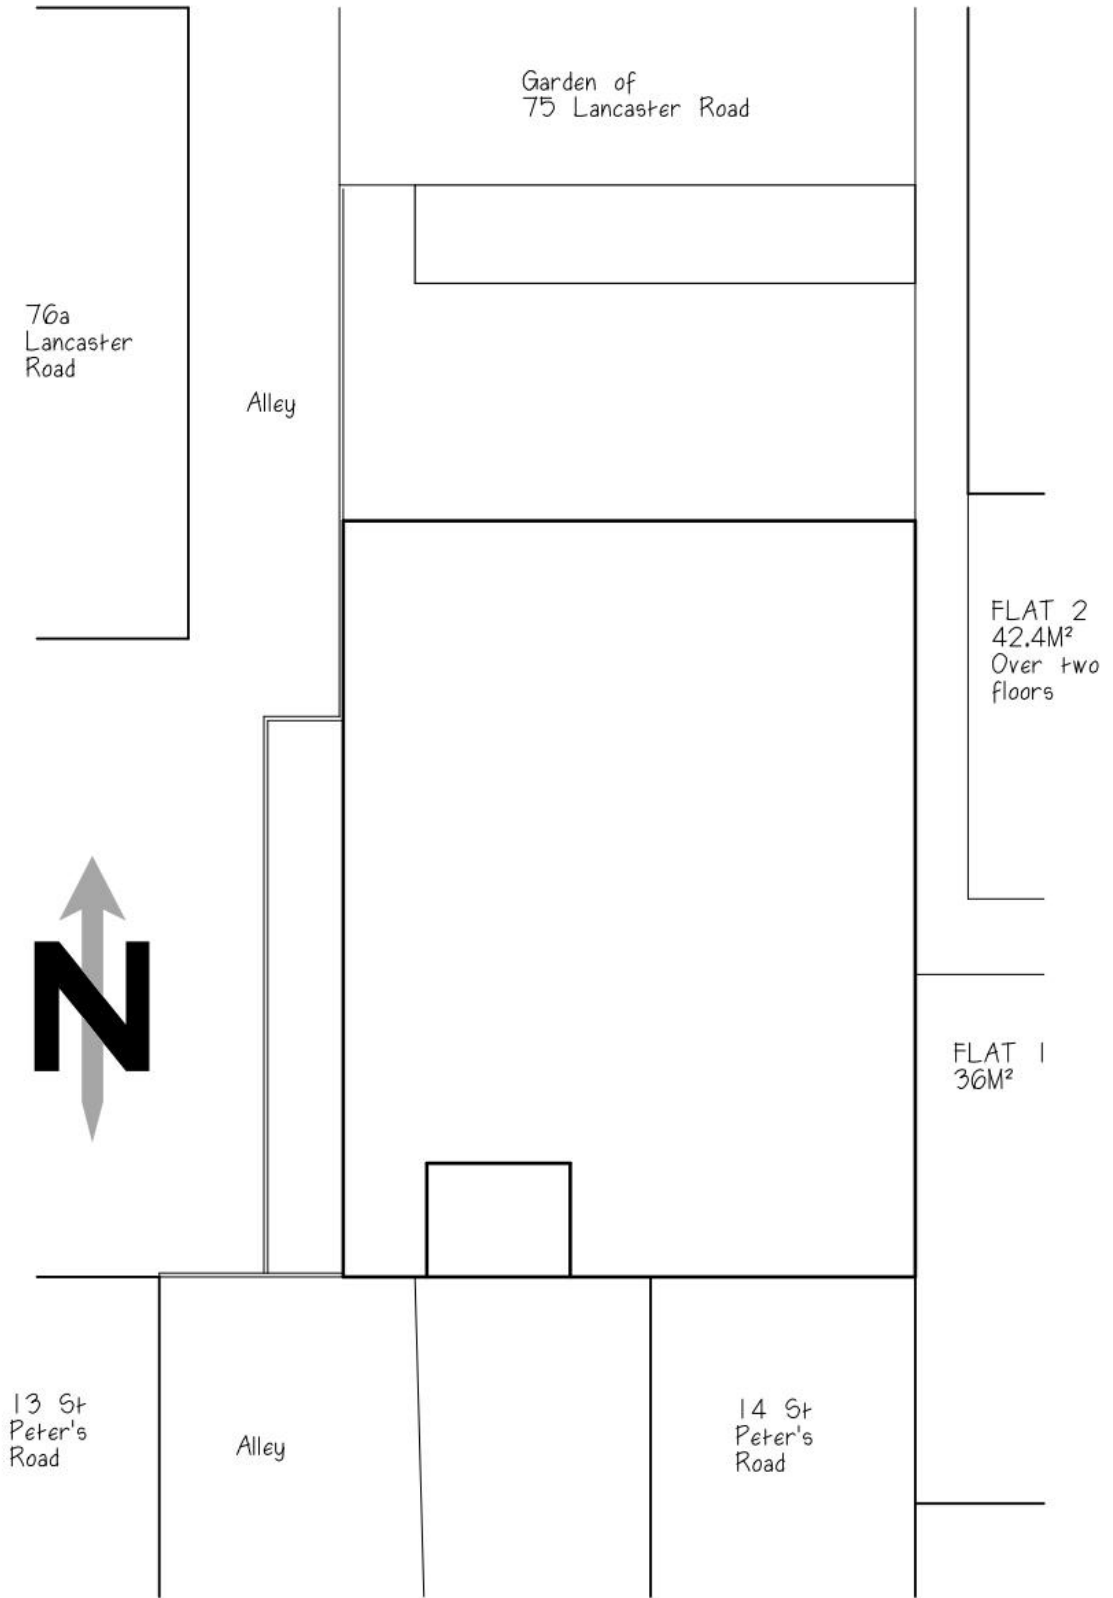 Garden of
75 Lancaster Road
76a
Lancaster
Road
Alley
FLAT 2
42.4M²
Over two
floors
N
FLAT 1
36M²
13 St
Peter's
Road
Alley
14 St
Peter's
Road